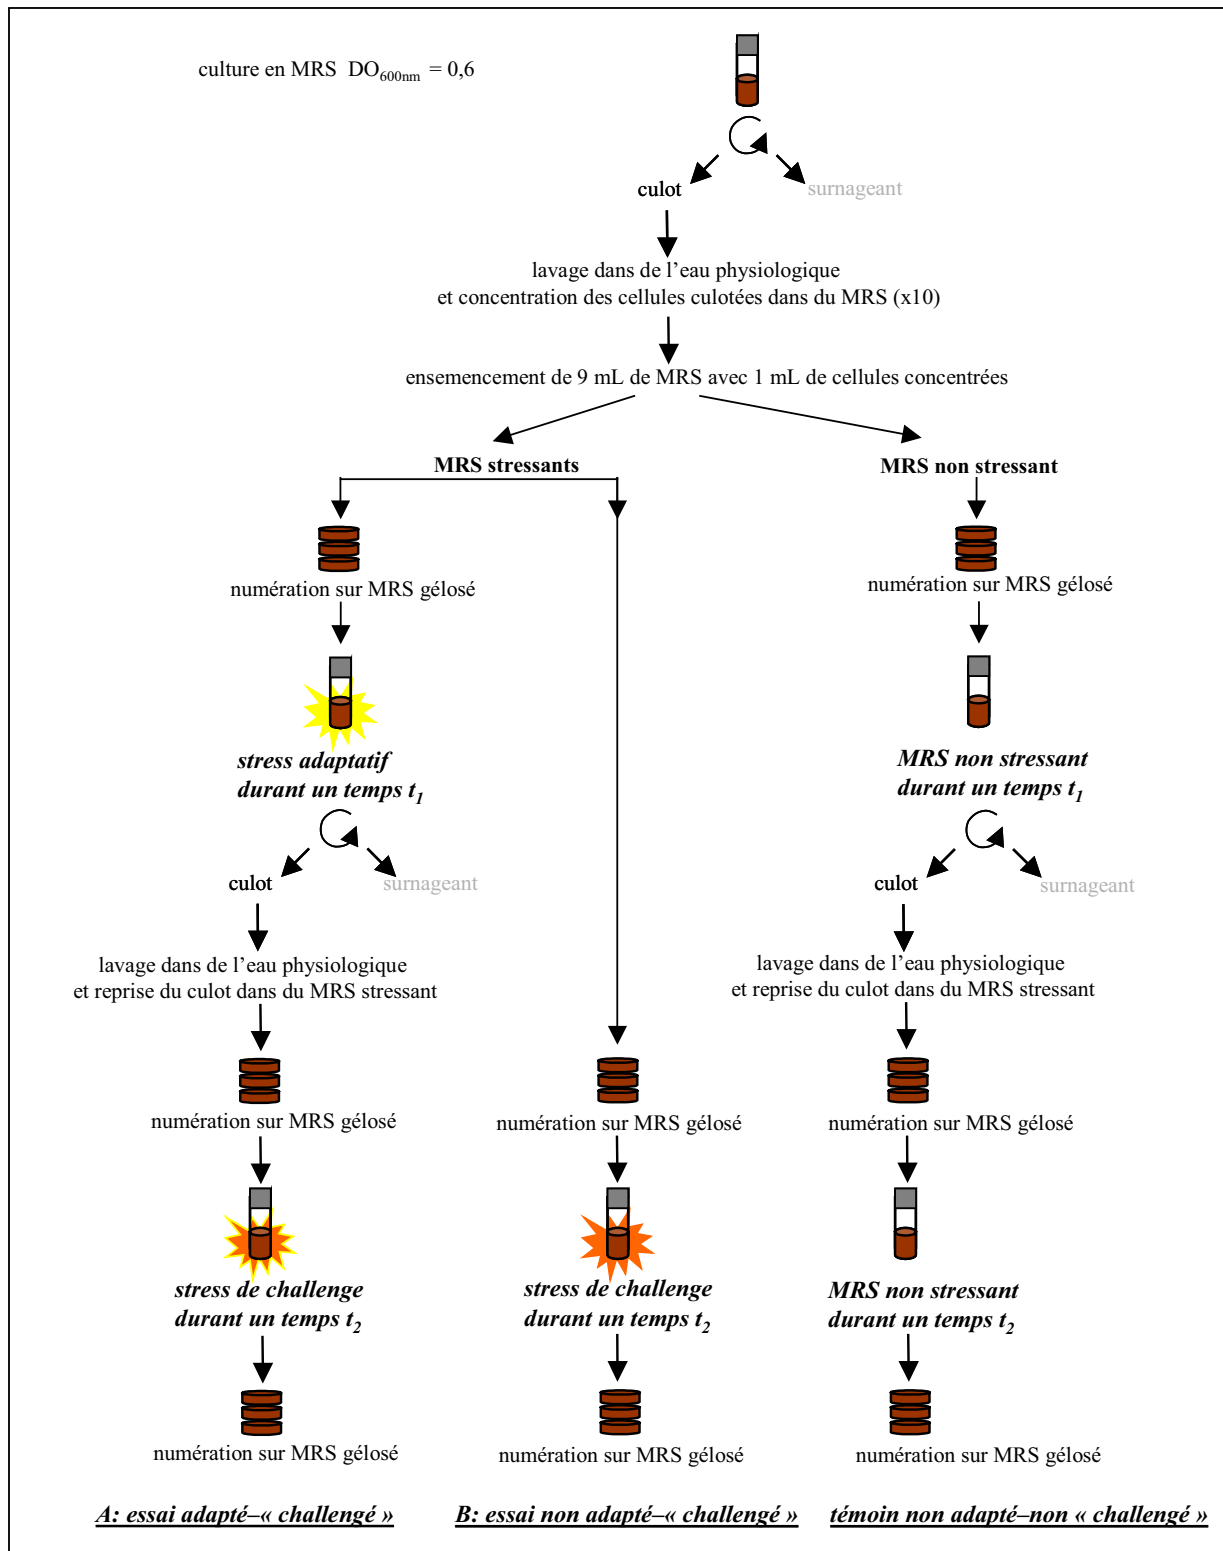 culture en MRS DO600nm = 0,6
culot
surnageant
lavage dans de l'eau physiologique
et concentration des cellules culotées dans du MRS (x10)
ensemencement de 9 mL de MRS avec 1 mL de cellules concentrées
MRS stressants
MRS non stressant
numération sur MRS gélosé
numération sur MRS gélosé
stress adaptatif
durant un temps t1
MRS non stressant
durant un temps t1
culot
surnageant
culot
surnageant
lavage dans de l'eau physiologique
et reprise du culot dans du MRS stressant
lavage dans de l'eau physiologique
et reprise du culot dans du MRS stressant
numération sur MRS gélosé
numération sur MRS gélosé
numération sur MRS gélosé
stress de challenge
durant un temps t2
stress de challenge
durant un temps t2
MRS non stressant
durant un temps t2
numération sur MRS gélosé
numération sur MRS gélosé
numération sur MRS gélosé
A: essai adapté–« challengé »
B: essai non adapté–« challengé »
témoin non adapté–non « challengé »